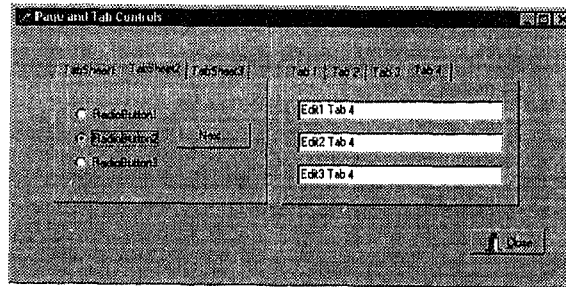 Page and Tab Controls
TabSheet1 TabSheet2 TabSheet3
Tab 1 Tab 2 Tab 3 Tab 4
RadioButton1
RadioButton2
RadioButton3
Next
Edit1 Tab 4
Edit2 Tab 4
Edit3 Tab 4
Close